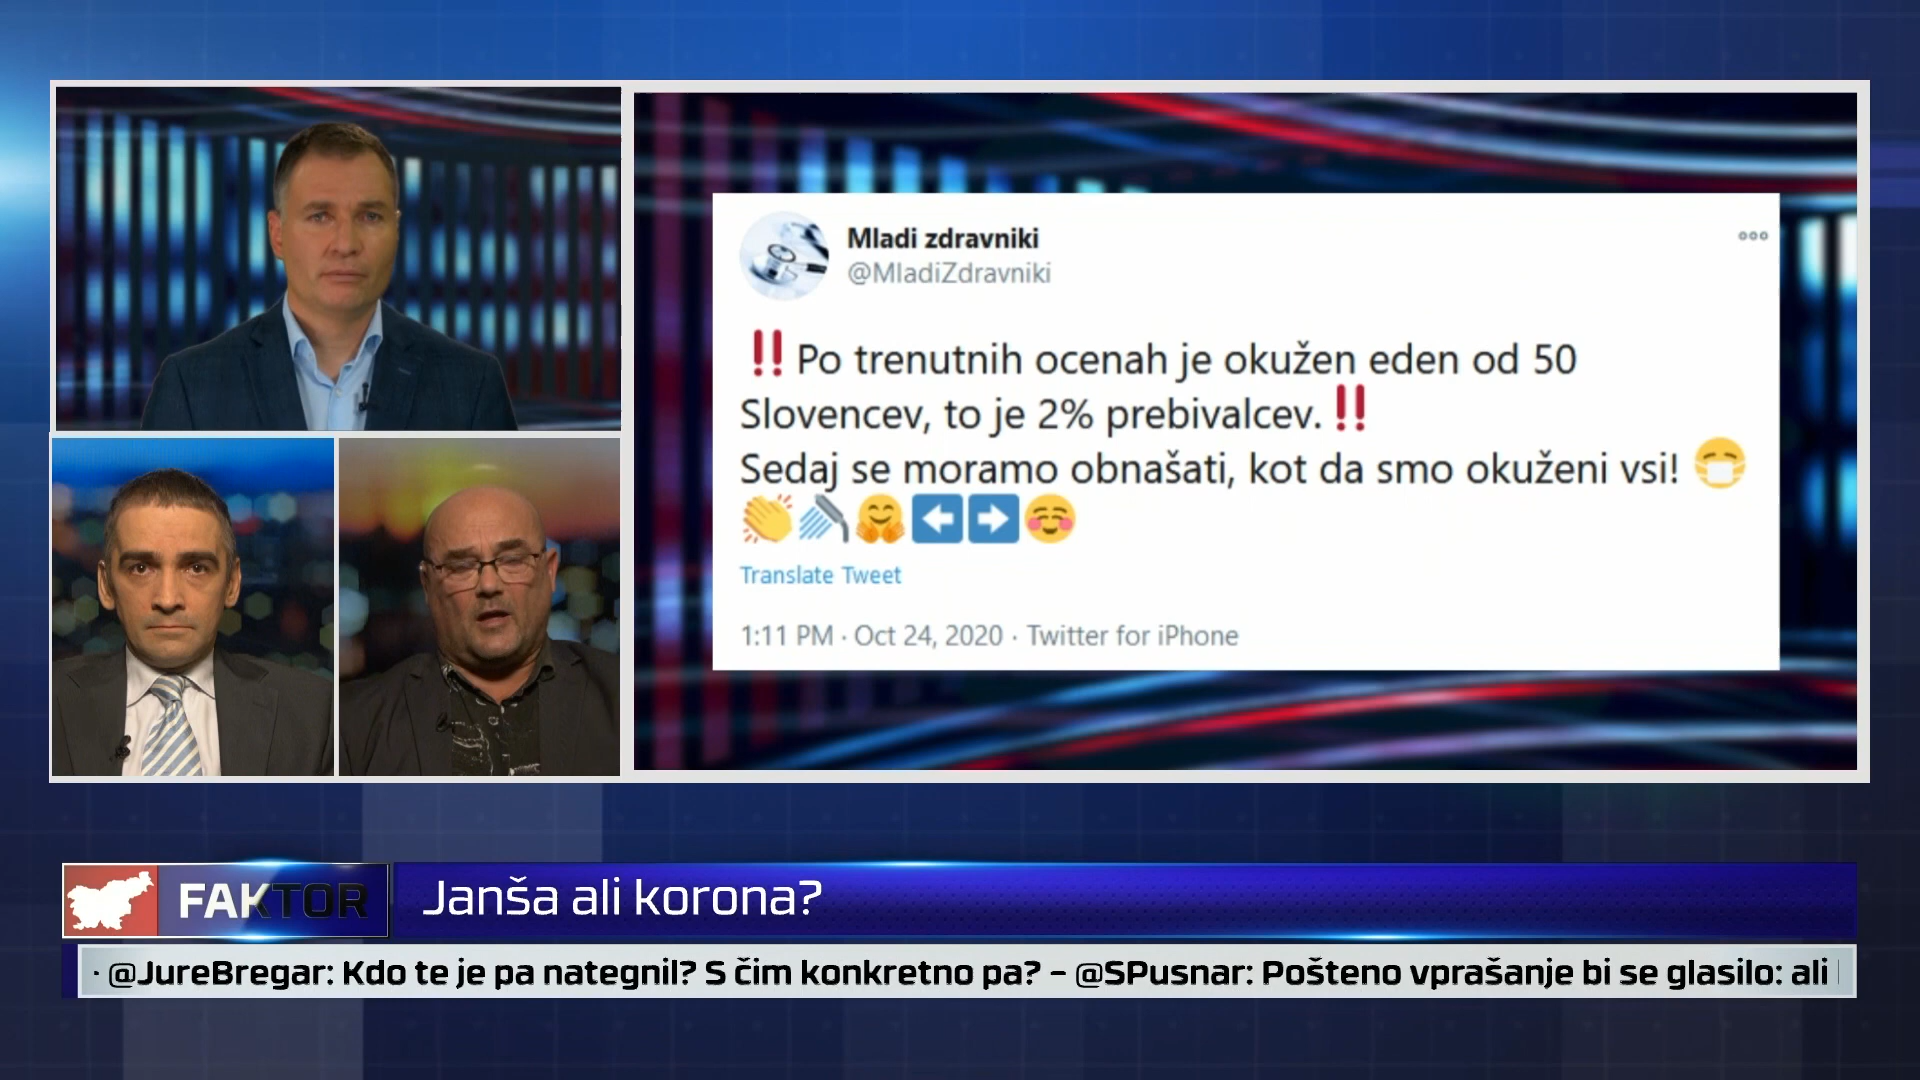 Mladi zdravniki
@MladiZdravniki
‼Po trenutnih ocenah je okužen eden od 50
Slovencev, to je 2% prebivalcev.‼
Sedaj se moramo obnašati, kot da smo okuženi vsi! 😷
👏🚿🤗⬅➡☺
Translate Tweet
1:11 PM · Oct 24, 2020 · Twitter for iPhone
FAKTOR
Janša ali korona?
· @JureBregar: Kdo te je pa nategnil? S čim konkretno pa? – @SPusnar: Pošteno vprašanje bi se glasilo: ali